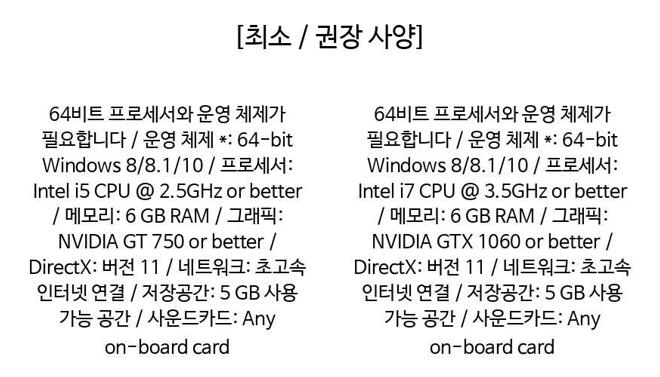 [최소 / 권장 사양]
64비트 프로세서와 운영 체제가
필요합니다 / 운영 체제 *: 64-bit
Windows 8/8.1/10 / 프로세서:
Intel i5 CPU @ 2.5GHz or better
/ 메모리: 6 GB RAM / 그래픽:
NVIDIA GT 750 or better /
DirectX: 버전 11 / 네트워크: 초고속
인터넷 연결 / 저장공간: 5 GB 사용
가능 공간 / 사운드카드: Any
on-board card
64비트 프로세서와 운영 체제가
필요합니다 / 운영 체제 *: 64-bit
Windows 8/8.1/10 / 프로세서:
Intel i7 CPU @ 3.5GHz or better
/ 메모리: 6 GB RAM / 그래픽:
NVIDIA GTX 1060 or better /
DirectX: 버전 11 / 네트워크: 초고속
인터넷 연결 / 저장공간: 5 GB 사용
가능 공간 / 사운드카드: Any
on-board card